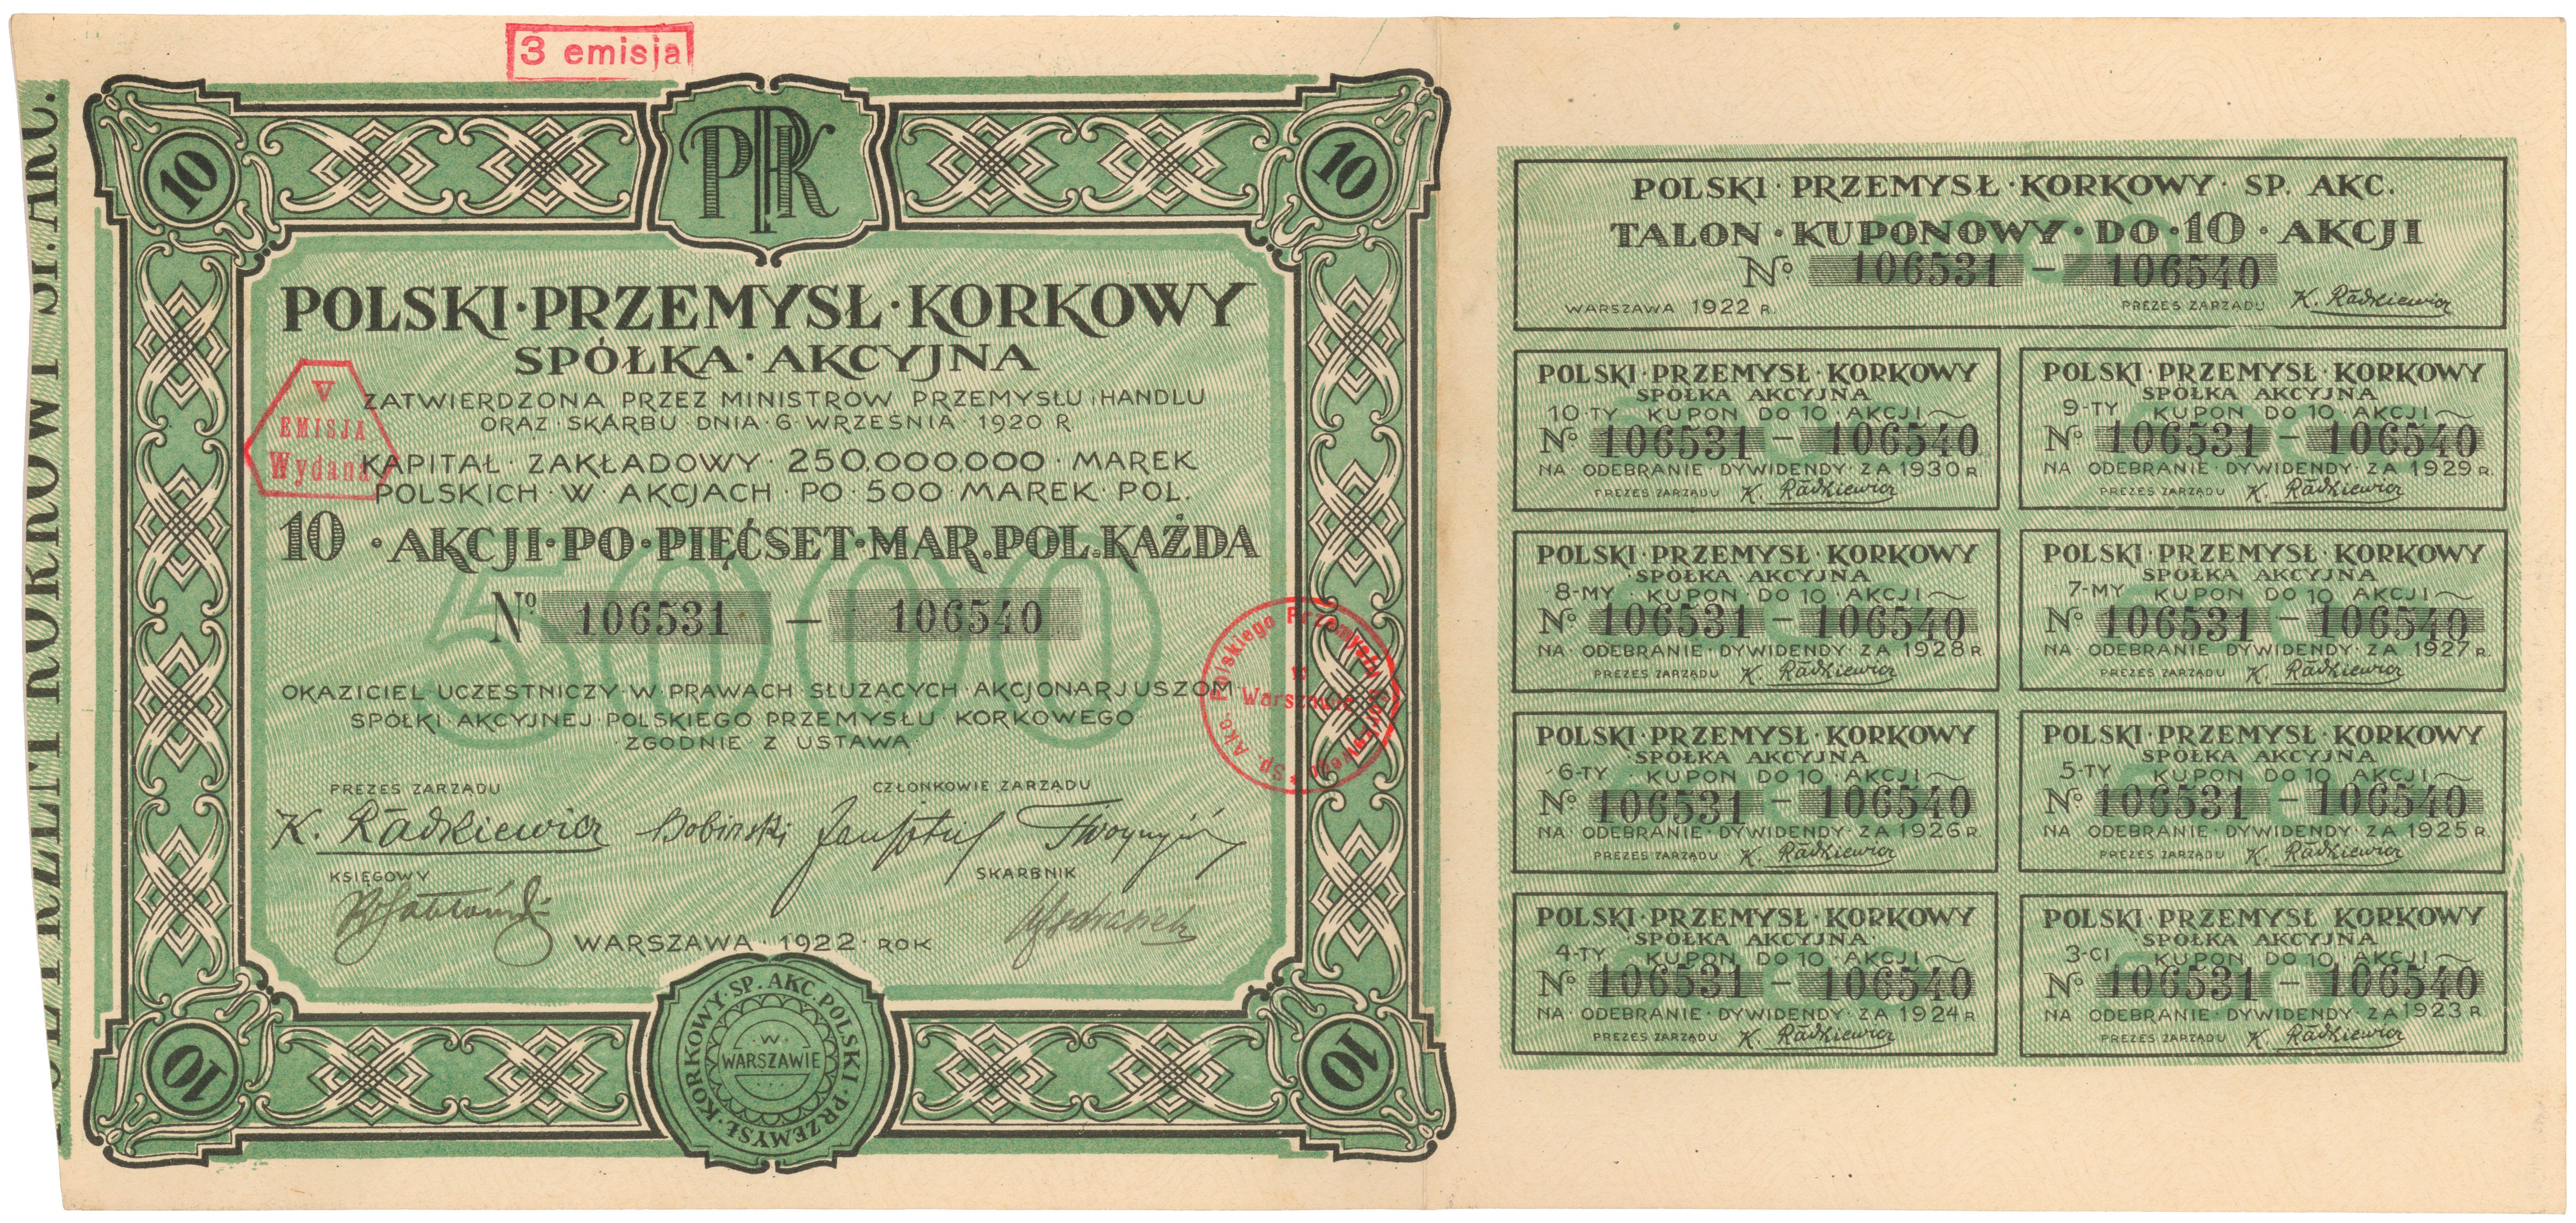 3 emisja
10
PPK
10
POLSKI · PRZEMYSŁ · KORKOWY
SPÓŁKA · AKCYJNA
ZATWIERDZONA PRZEZ MINISTRÓW PRZEMYSŁU i HANDLU
ORAZ · SKARBU · DNIA · 6 · WRZEŚNIA · 1920 R
EMISJA
Wydana
KAPITAŁ · ZAKŁADOWY · 250.000.000 · MAREK
POLSKICH · W · AKCJACH · PO · 500 · MAREK · POL.
10 · AKCJI · PO · PIĘĆSET · MAR. POL. KAŻDA
5000
Nº 106531 — 106540
OKAZICIEL UCZESTNICZY W PRAWACH SŁUŻĄCYCH AKCJONARJUSZOM
SPÓŁKI AKCYJNEJ POLSKIEGO PRZEMYSŁU KORKOWEGO
ZGODNIE Z USTAWĄ
Sp. Akc. Polskiego Przemysłu Korkowego *
w
Warszawie
PREZES ZARZĄDU
CZŁONKOWIE ZARZĄDU
K. Radkiewicz Bobiński
KSIĘGOWY
SKARBNIK
WARSZAWA · 1922 · ROK
10
KORKOWY · SP. AKC. POLSKI · PRZEMYSŁ
W
WARSZAWIE
10
POLSKI · PRZEMYSŁ · KORKOWY · SP. AKC.
TALON · KUPONOWY · DO · 10 · AKCJI
Nº 106531 — 106540
WARSZAWA 1922 R. PREZES ZARZĄDU K. Radkiewicz
POLSKI · PRZEMYSŁ · KORKOWY
SPÓŁKA AKCYJNA
10-TY KUPON DO 10 AKCJI
Nº 106531 — 106540
NA · ODEBRANIE · DYWIDENDY · ZA 1930 R.
PREZES ZARZĄDU K. Radkiewicz
POLSKI · PRZEMYSŁ · KORKOWY
SPÓŁKA AKCYJNA
9-TY KUPON DO 10 AKCJI
Nº 106531 — 106540
NA · ODEBRANIE · DYWIDENDY · ZA 1929 R.
PREZES ZARZĄDU K. Radkiewicz
POLSKI · PRZEMYSŁ · KORKOWY
SPÓŁKA AKCYJNA
8-MY KUPON DO 10 AKCJI
Nº 106531 — 106540
NA · ODEBRANIE · DYWIDENDY · ZA 1928 R
PREZES ZARZĄDU K. Radkiewicz
POLSKI · PRZEMYSŁ · KORKOWY
SPÓŁKA AKCYJNA
7-MY KUPON DO 10 AKCJI
Nº 106531 — 106540
NA · ODEBRANIE DYWIDENDY · ZA 1927 R.
PREZES ZARZĄDU K. Radkiewicz
POLSKI · PRZEMYSŁ · KORKOWY
SPÓŁKA AKCYJNA
6-TY KUPON DO 10 AKCJI
Nº 106531 — 106540
NA · ODEBRANIE · DYWIDENDY · ZA 1926 R
PREZES ZARZĄDU K. Radkiewicz
POLSKI · PRZEMYSŁ · KORKOWY
SPÓŁKA AKCYJNA
5-TY KUPON DO 10 AKCJI
Nº 106531 — 106540
NA · ODEBRANIE · DYWIDENDY · ZA 1925 R.
PREZES ZARZĄDU K. Radkiewicz
POLSKI · PRZEMYSŁ · KORKOWY
SPÓŁKA AKCYJNA
4-TY KUPON DO 10 AKCJI
Nº 106531 — 106540
NA · ODEBRANIE · DYWIDENDY · ZA 1924 R
PREZES ZARZĄDU K. Radkiewicz
POLSKI · PRZEMYSŁ KORKOWY
SPÓŁKA AKCYJNA
3-CI KUPON DO 10 AKCJI
Nº 106531 — 106540
NA ODEBRANIE · DYWIDENDY · ZA 1923 R
PREZES ZARZĄDU K. Radkiewicz